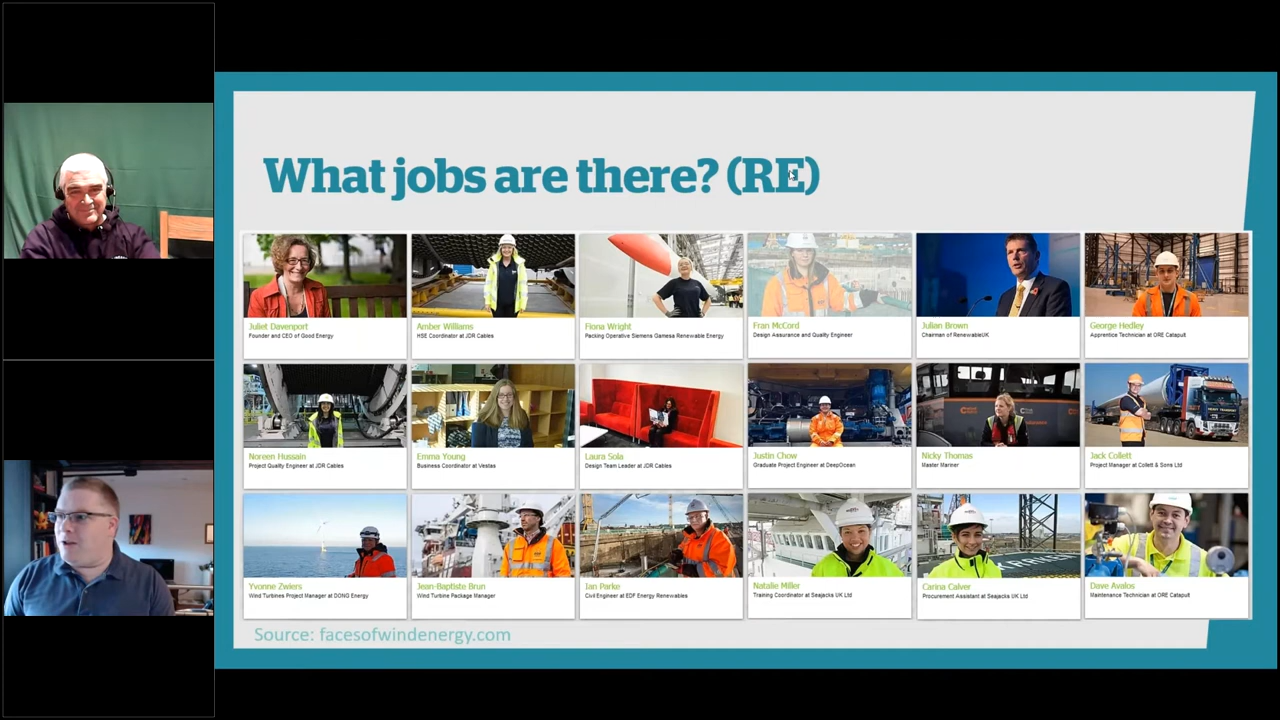 What jobs are there? (RE)
Juliet Davenport
Founder and CEO of Good Energy
Amber Williams
HSE Coordinator at JDR Cables
Fiona Wright
Packing Operative Siemens Gamesa Renewable Energy
Fran McCord
Design Assurance and Quality Engineer
Julian Brown
Chairman of RenewableUK
George Hedley
Apprentice Technician at ORE Catapult
Noreen Hussain
Project Quality Engineer at JDR Cables
Emma Young
Business Coordinator at Vestas
Laura Sola
Design Team Leader at JDR Cables
Justin Chow
Graduate Project Engineer at DeepOcean
Nicky Thomas
Master Mariner
Jack Collett
Project Manager at Collett & Sons Ltd
Yvonne Zwiers
Wind Turbines Project Manager at DONG Energy
Jean-Baptiste Brun
Wind Turbine Package Manager
Ian Parke
Civil Engineer at EDF Energy Renewables
Natalie Miller
Training Coordinator at Seajacks UK Ltd
Carina Calver
Procurement Assistant at Seajacks UK Ltd
Dave Avalos
Maintenance Technician at ORE Catapult
Source: facesofwindenergy.com